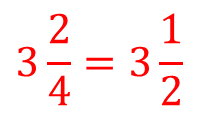 3 2/4 = 3 1/2